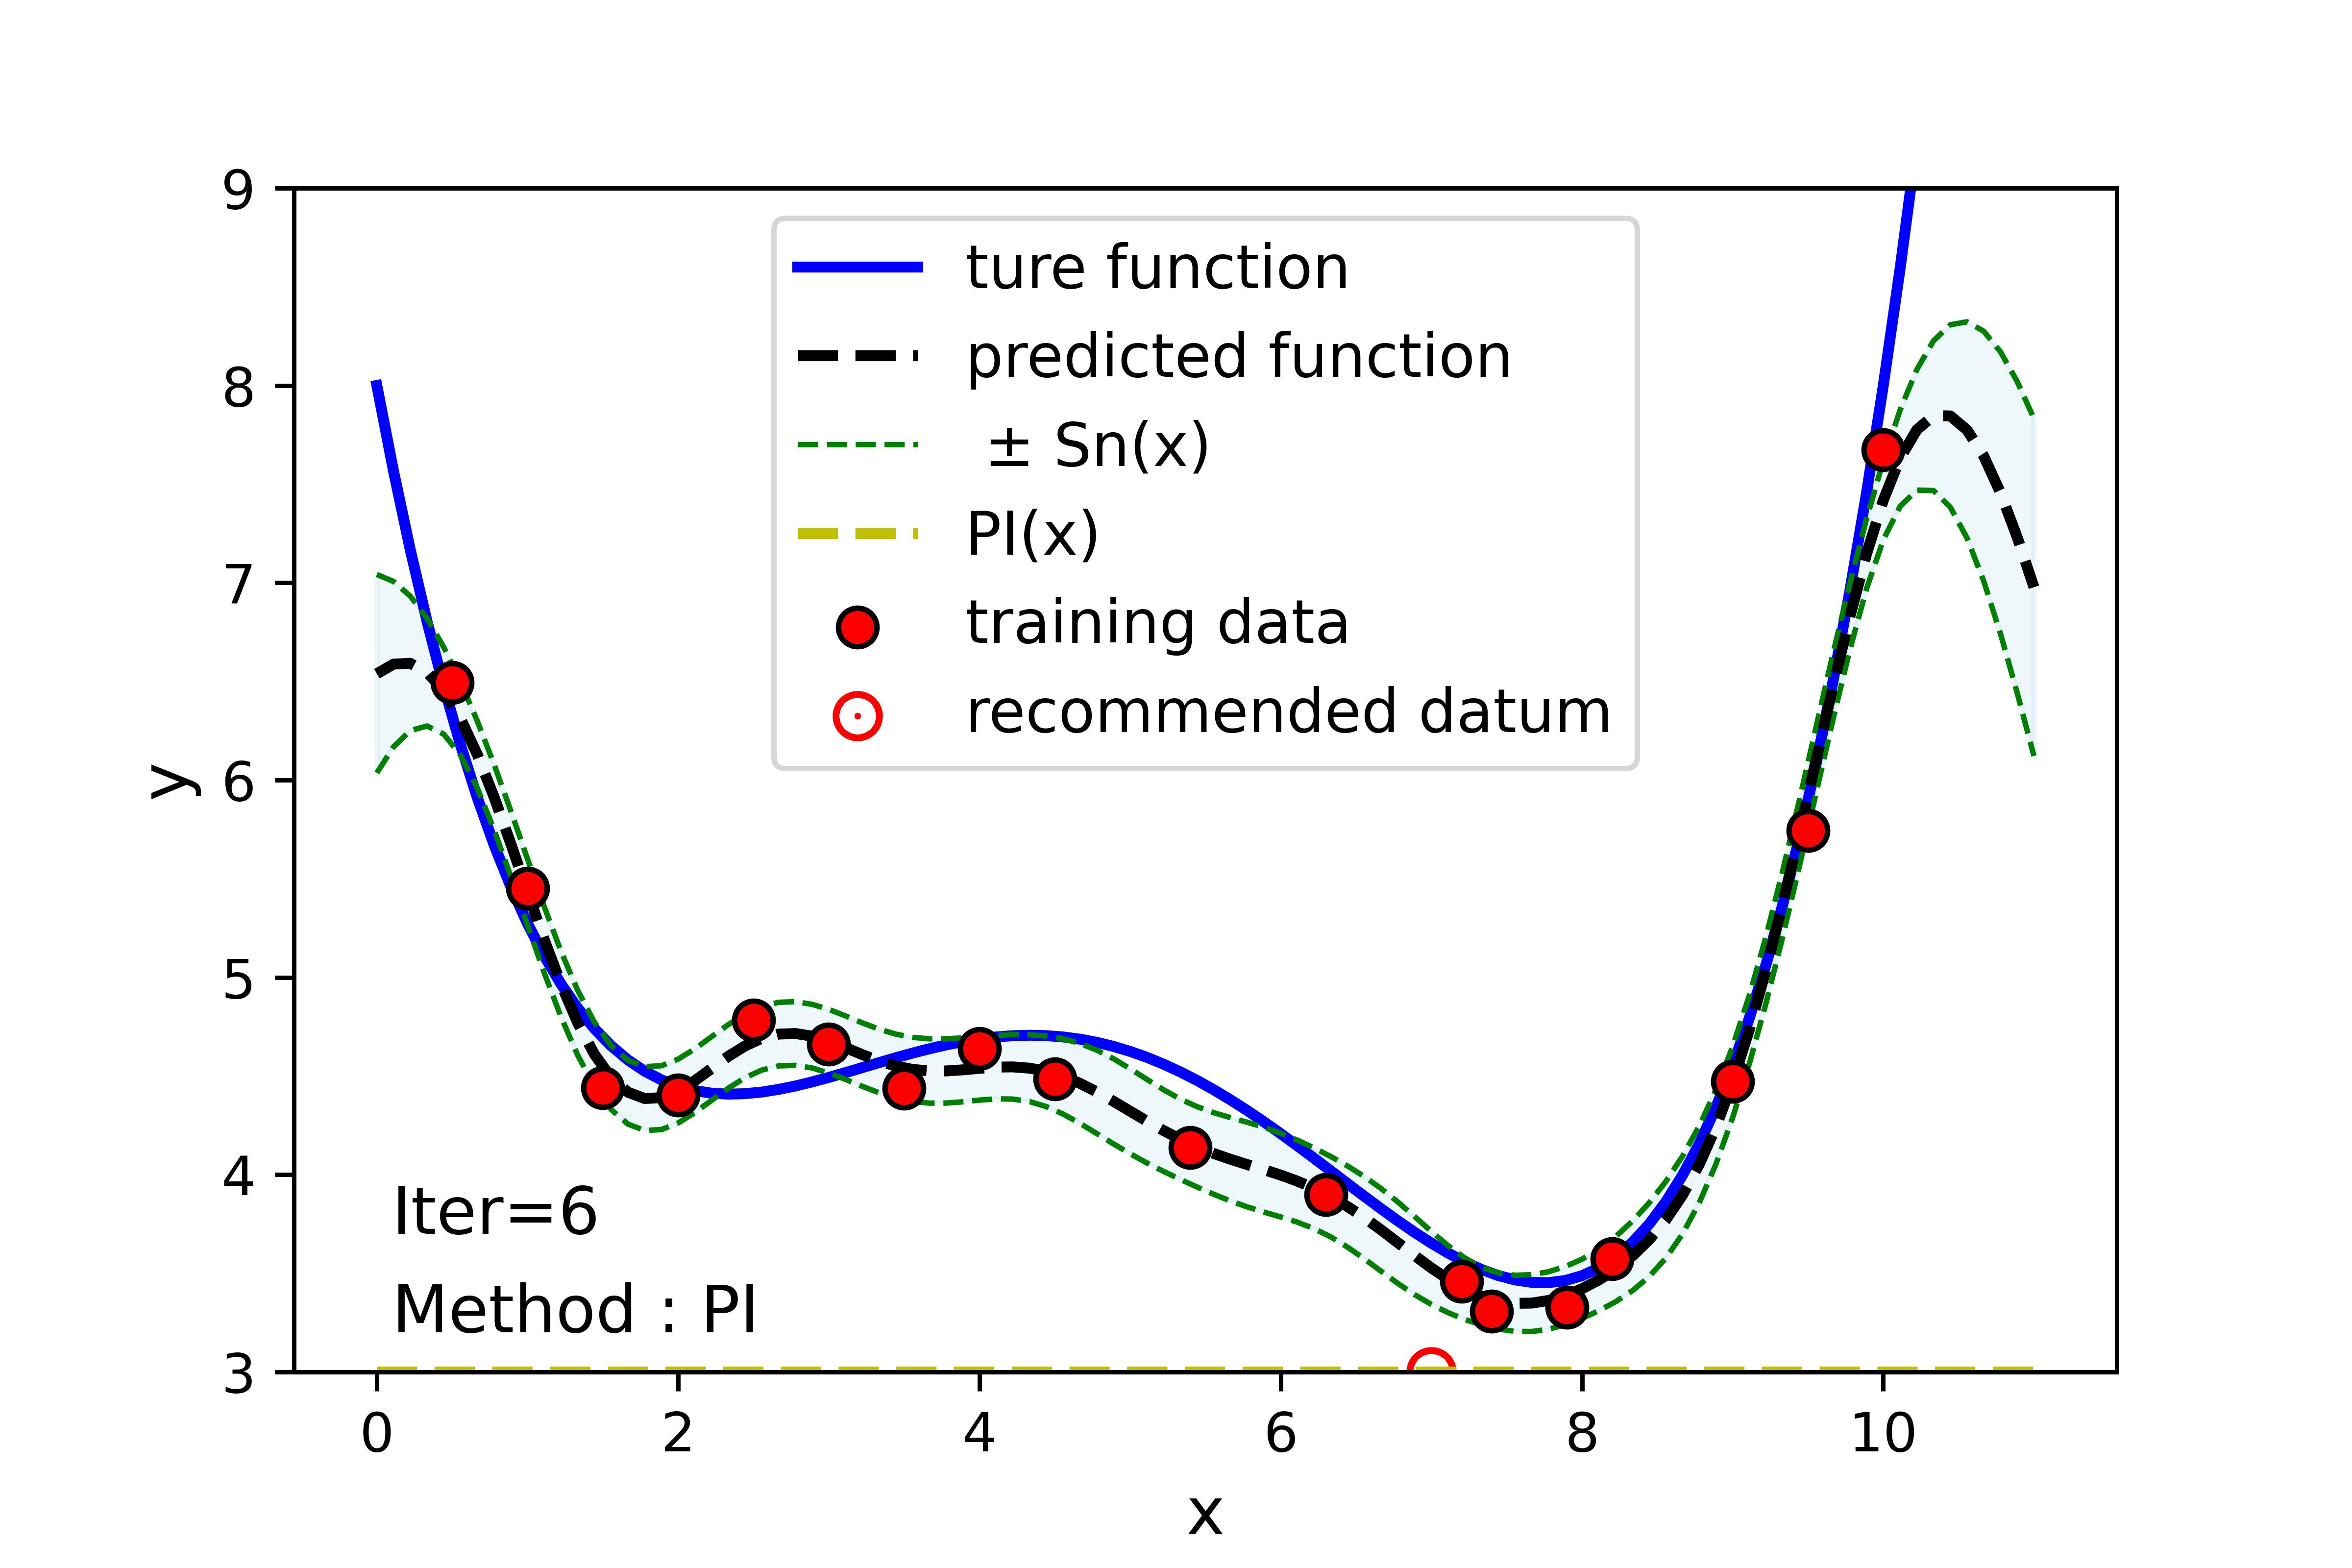 9
8
7
6
5
4
3
y
ture function
predicted function
± Sn(x)
PI(x)
training data
recommended datum
Iter=6
Method : PI
0 2 4 6 8 10
x